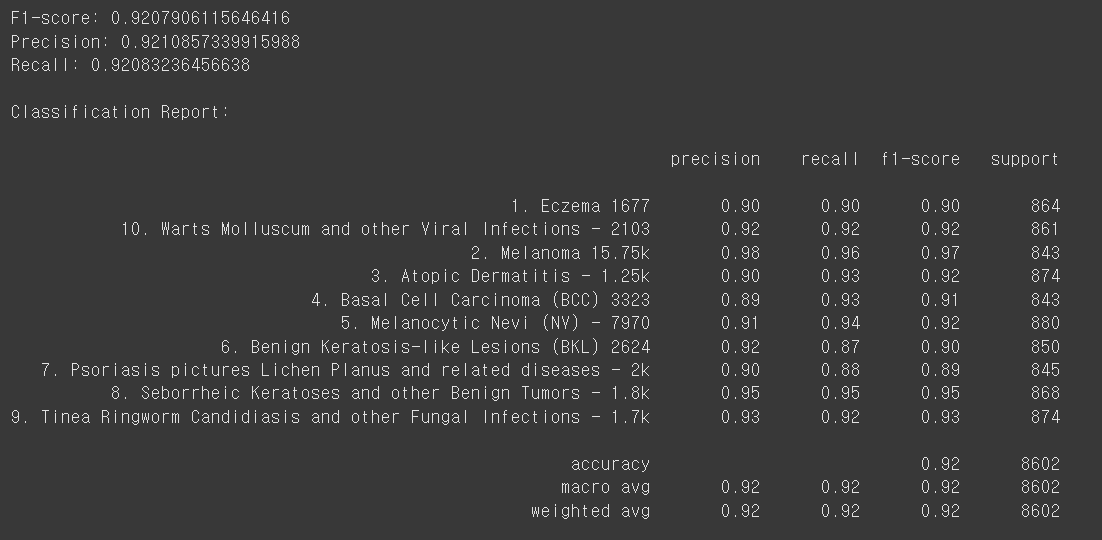 F1-score: 0.9207906115646416
Precision: 0.9210857339915988
Recall: 0.92083236456638
Classification Report:
precision recall f1-score support
1. Eczema 1677 0.90 0.90 0.90 864
10. Warts Molluscum and other Viral Infections - 2103 0.92 0.92 0.92 861
2. Melanoma 15.75k 0.98 0.96 0.97 843
3. Atopic Dermatitis - 1.25k 0.90 0.93 0.92 874
4. Basal Cell Carcinoma (BCC) 3323 0.89 0.93 0.91 843
5. Melanocytic Nevi (NV) - 7970 0.91 0.94 0.92 880
6. Benign Keratosis-like Lesions (BKL) 2624 0.92 0.87 0.90 850
7. Psoriasis pictures Lichen Planus and related diseases - 2k 0.90 0.88 0.89 845
8. Seborrheic Keratoses and other Benign Tumors - 1.8k 0.95 0.95 0.95 868
9. Tinea Ringworm Candidiasis and other Fungal Infections - 1.7k 0.93 0.92 0.93 874
accuracy 0.92 8602
macro avg 0.92 0.92 0.92 8602
weighted avg 0.92 0.92 0.92 8602